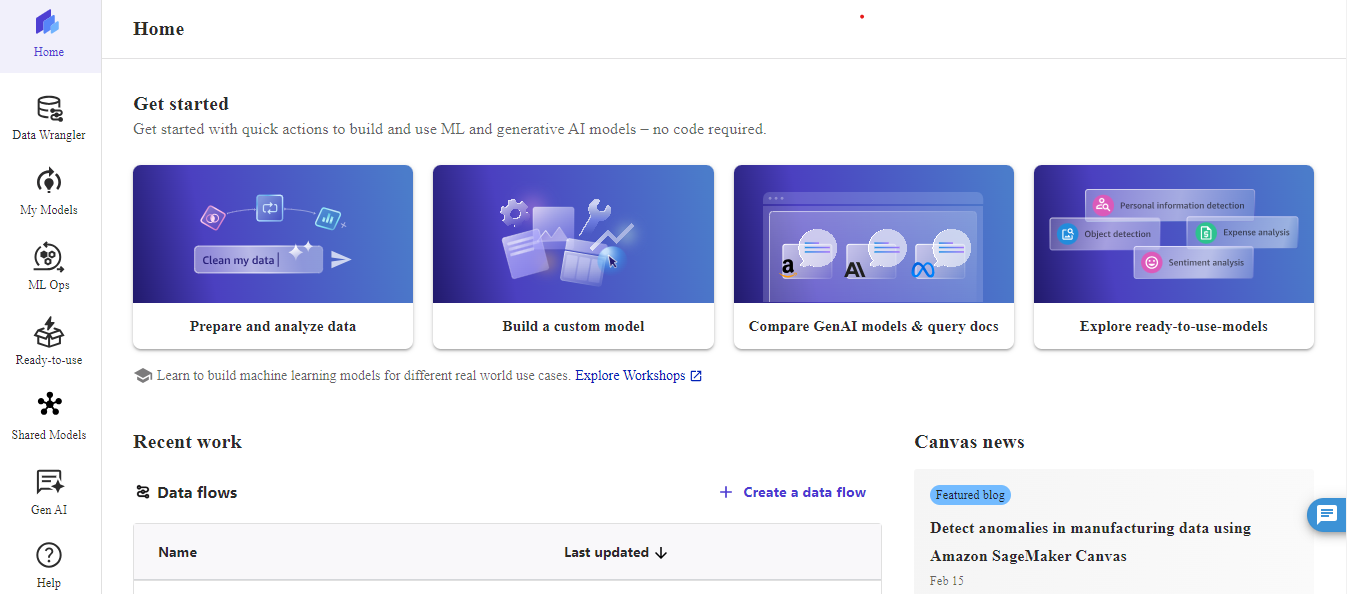 Home
Data Wrangler
My Models
ML Ops
Ready-to-use
Shared Models
Gen AI
Help
Home
Get started
Get started with quick actions to build and use ML and generative AI models – no code required.
Clean my data
Prepare and analyze data
Build a custom model
a
Compare GenAI models & query docs
Personal information detection
Object detection
Expense analysis
Sentiment analysis
Explore ready-to-use-models
Learn to build machine learning models for different real world use cases. Explore Workshops
Recent work
Data flows
Create a data flow
Name
Last updated
Canvas news
Featured blog
Detect anomalies in manufacturing data using
Amazon SageMaker Canvas
Feb 15